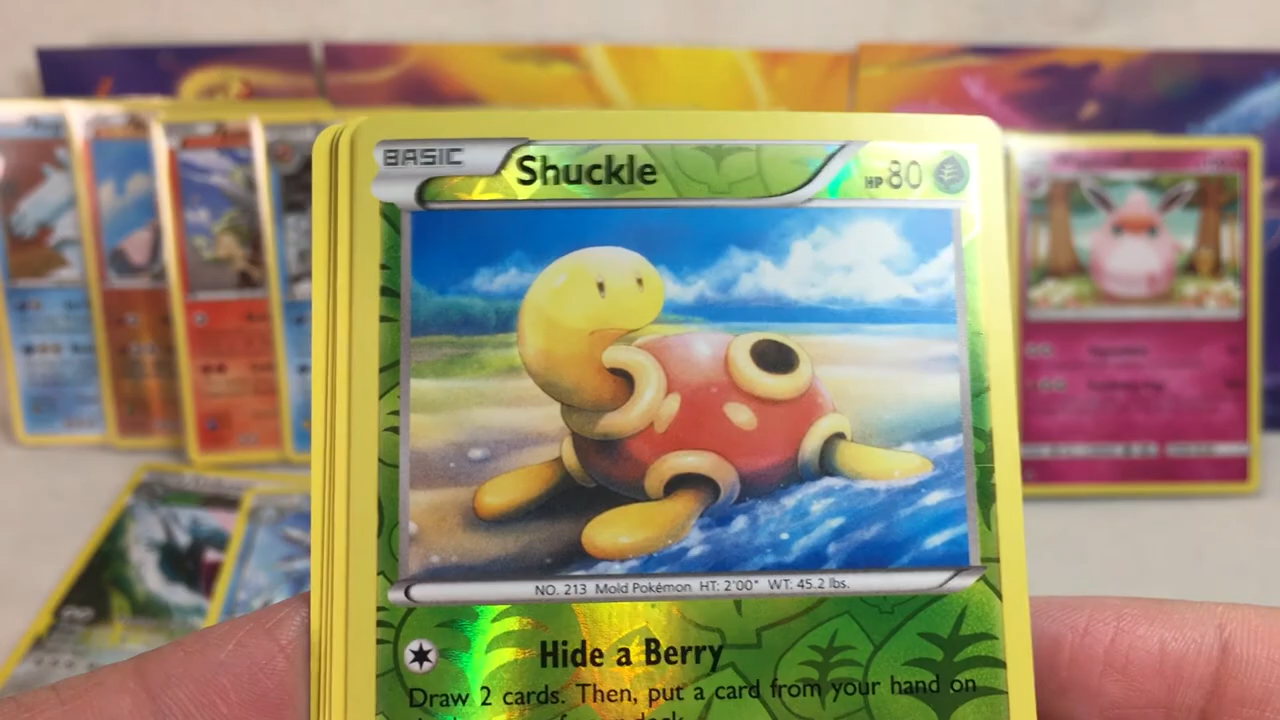 BASIC Shuckle HP 80
NO. 213 Mold Pokémon HT: 2'00" WT: 45.2 lbs.
Hide a Berry
Draw 2 cards. Then, put a card from your hand on